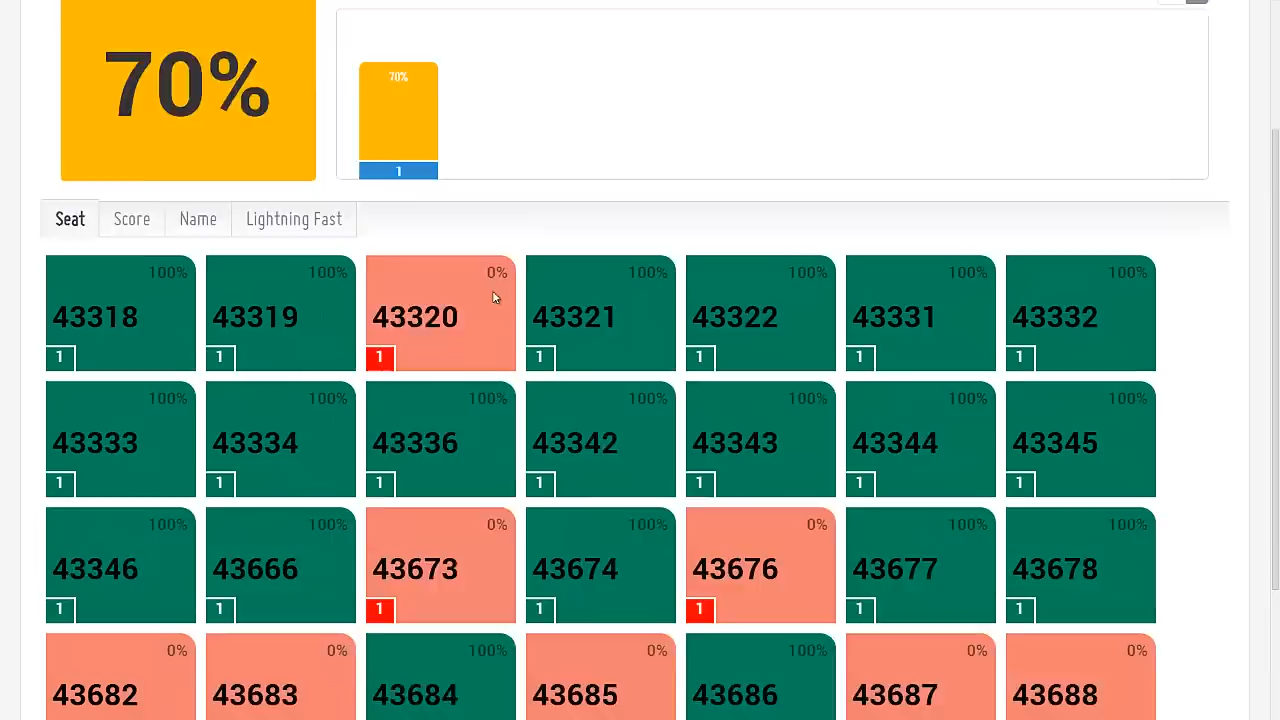 70%
70%
1
Seat Score Name Lightning Fast
100% 100% 0% 100% 100% 100% 100%
43318 43319 43320 43321 43322 43331 43332
1 1 1 1 1 1 1
100% 100% 100% 100% 100% 100% 100%
43333 43334 43336 43342 43343 43344 43345
1 1 1 1 1 1 1
100% 100% 0% 100% 0% 100% 100%
43346 43666 43673 43674 43676 43677 43678
1 1 1 1 1 1 1
0% 0% 100% 0% 100% 0% 0%
43682 43683 43684 43685 43686 43687 43688